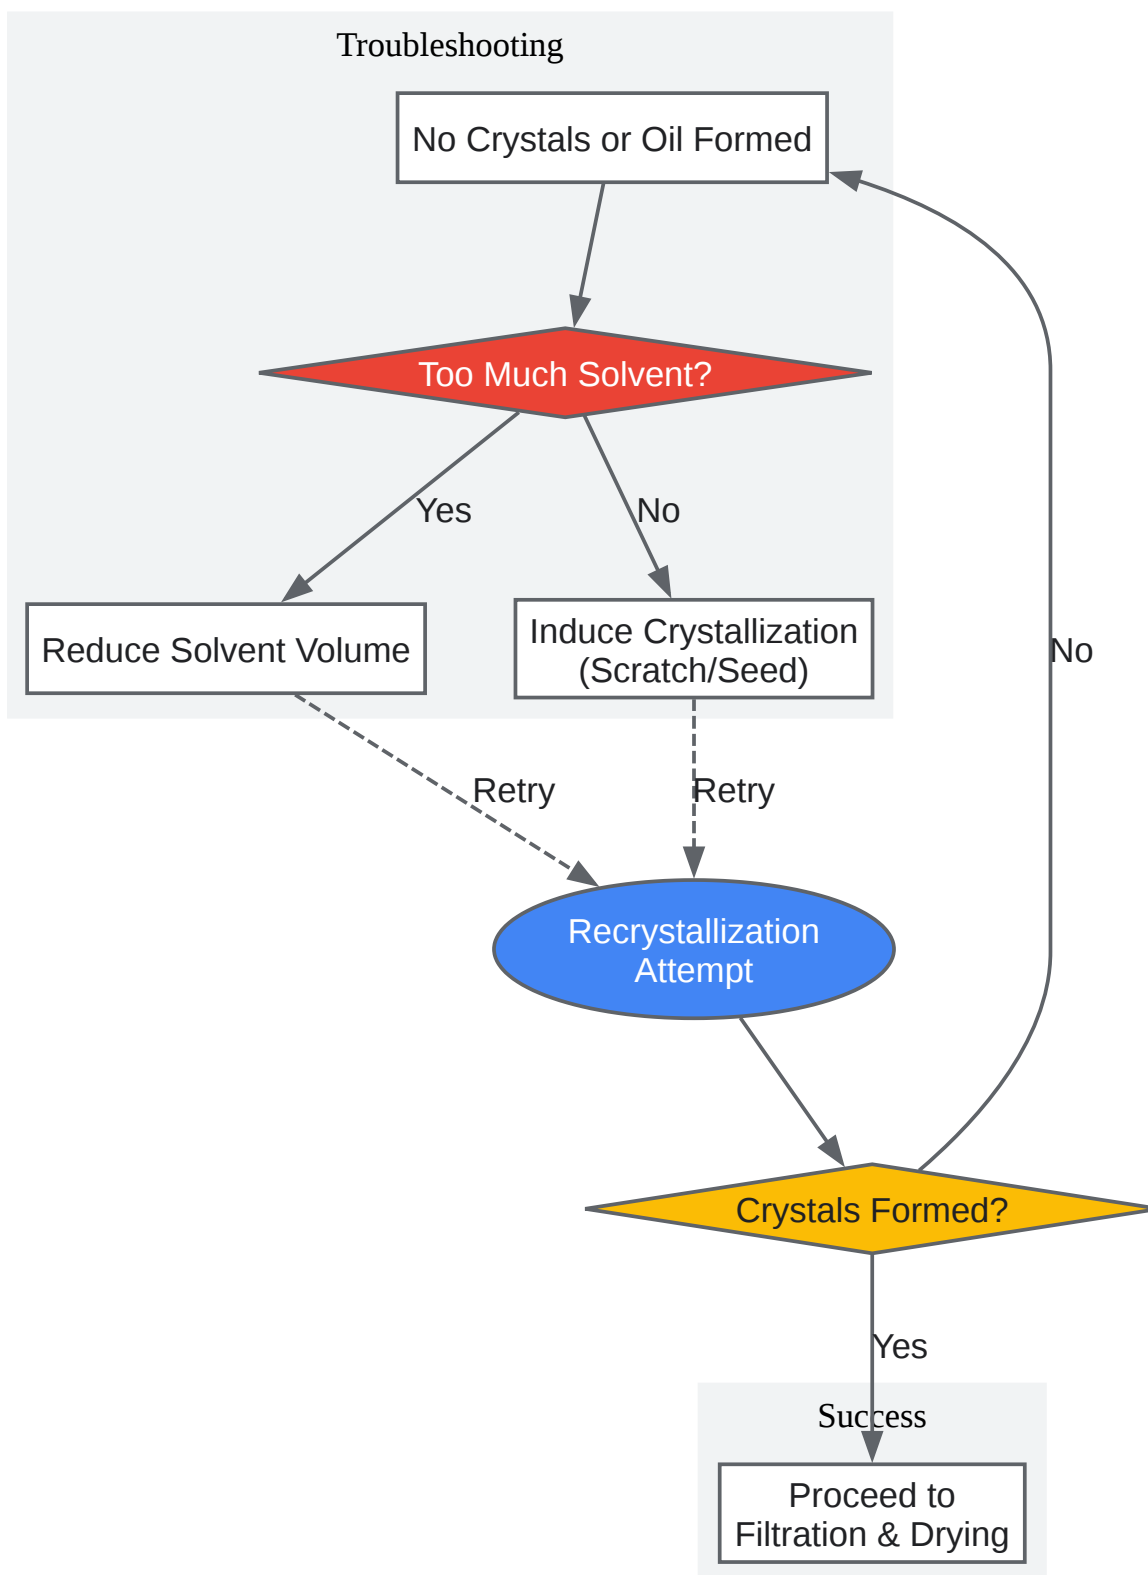 Troubleshooting
No Crystals or Oil Formed
Too Much Solvent?
Yes
No
Reduce Solvent Volume
Induce Crystallization
(Scratch/Seed)
No
Retry
Retry
Recrystallization
Attempt
Crystals Formed?
Yes
Success
Proceed to
Filtration & Drying